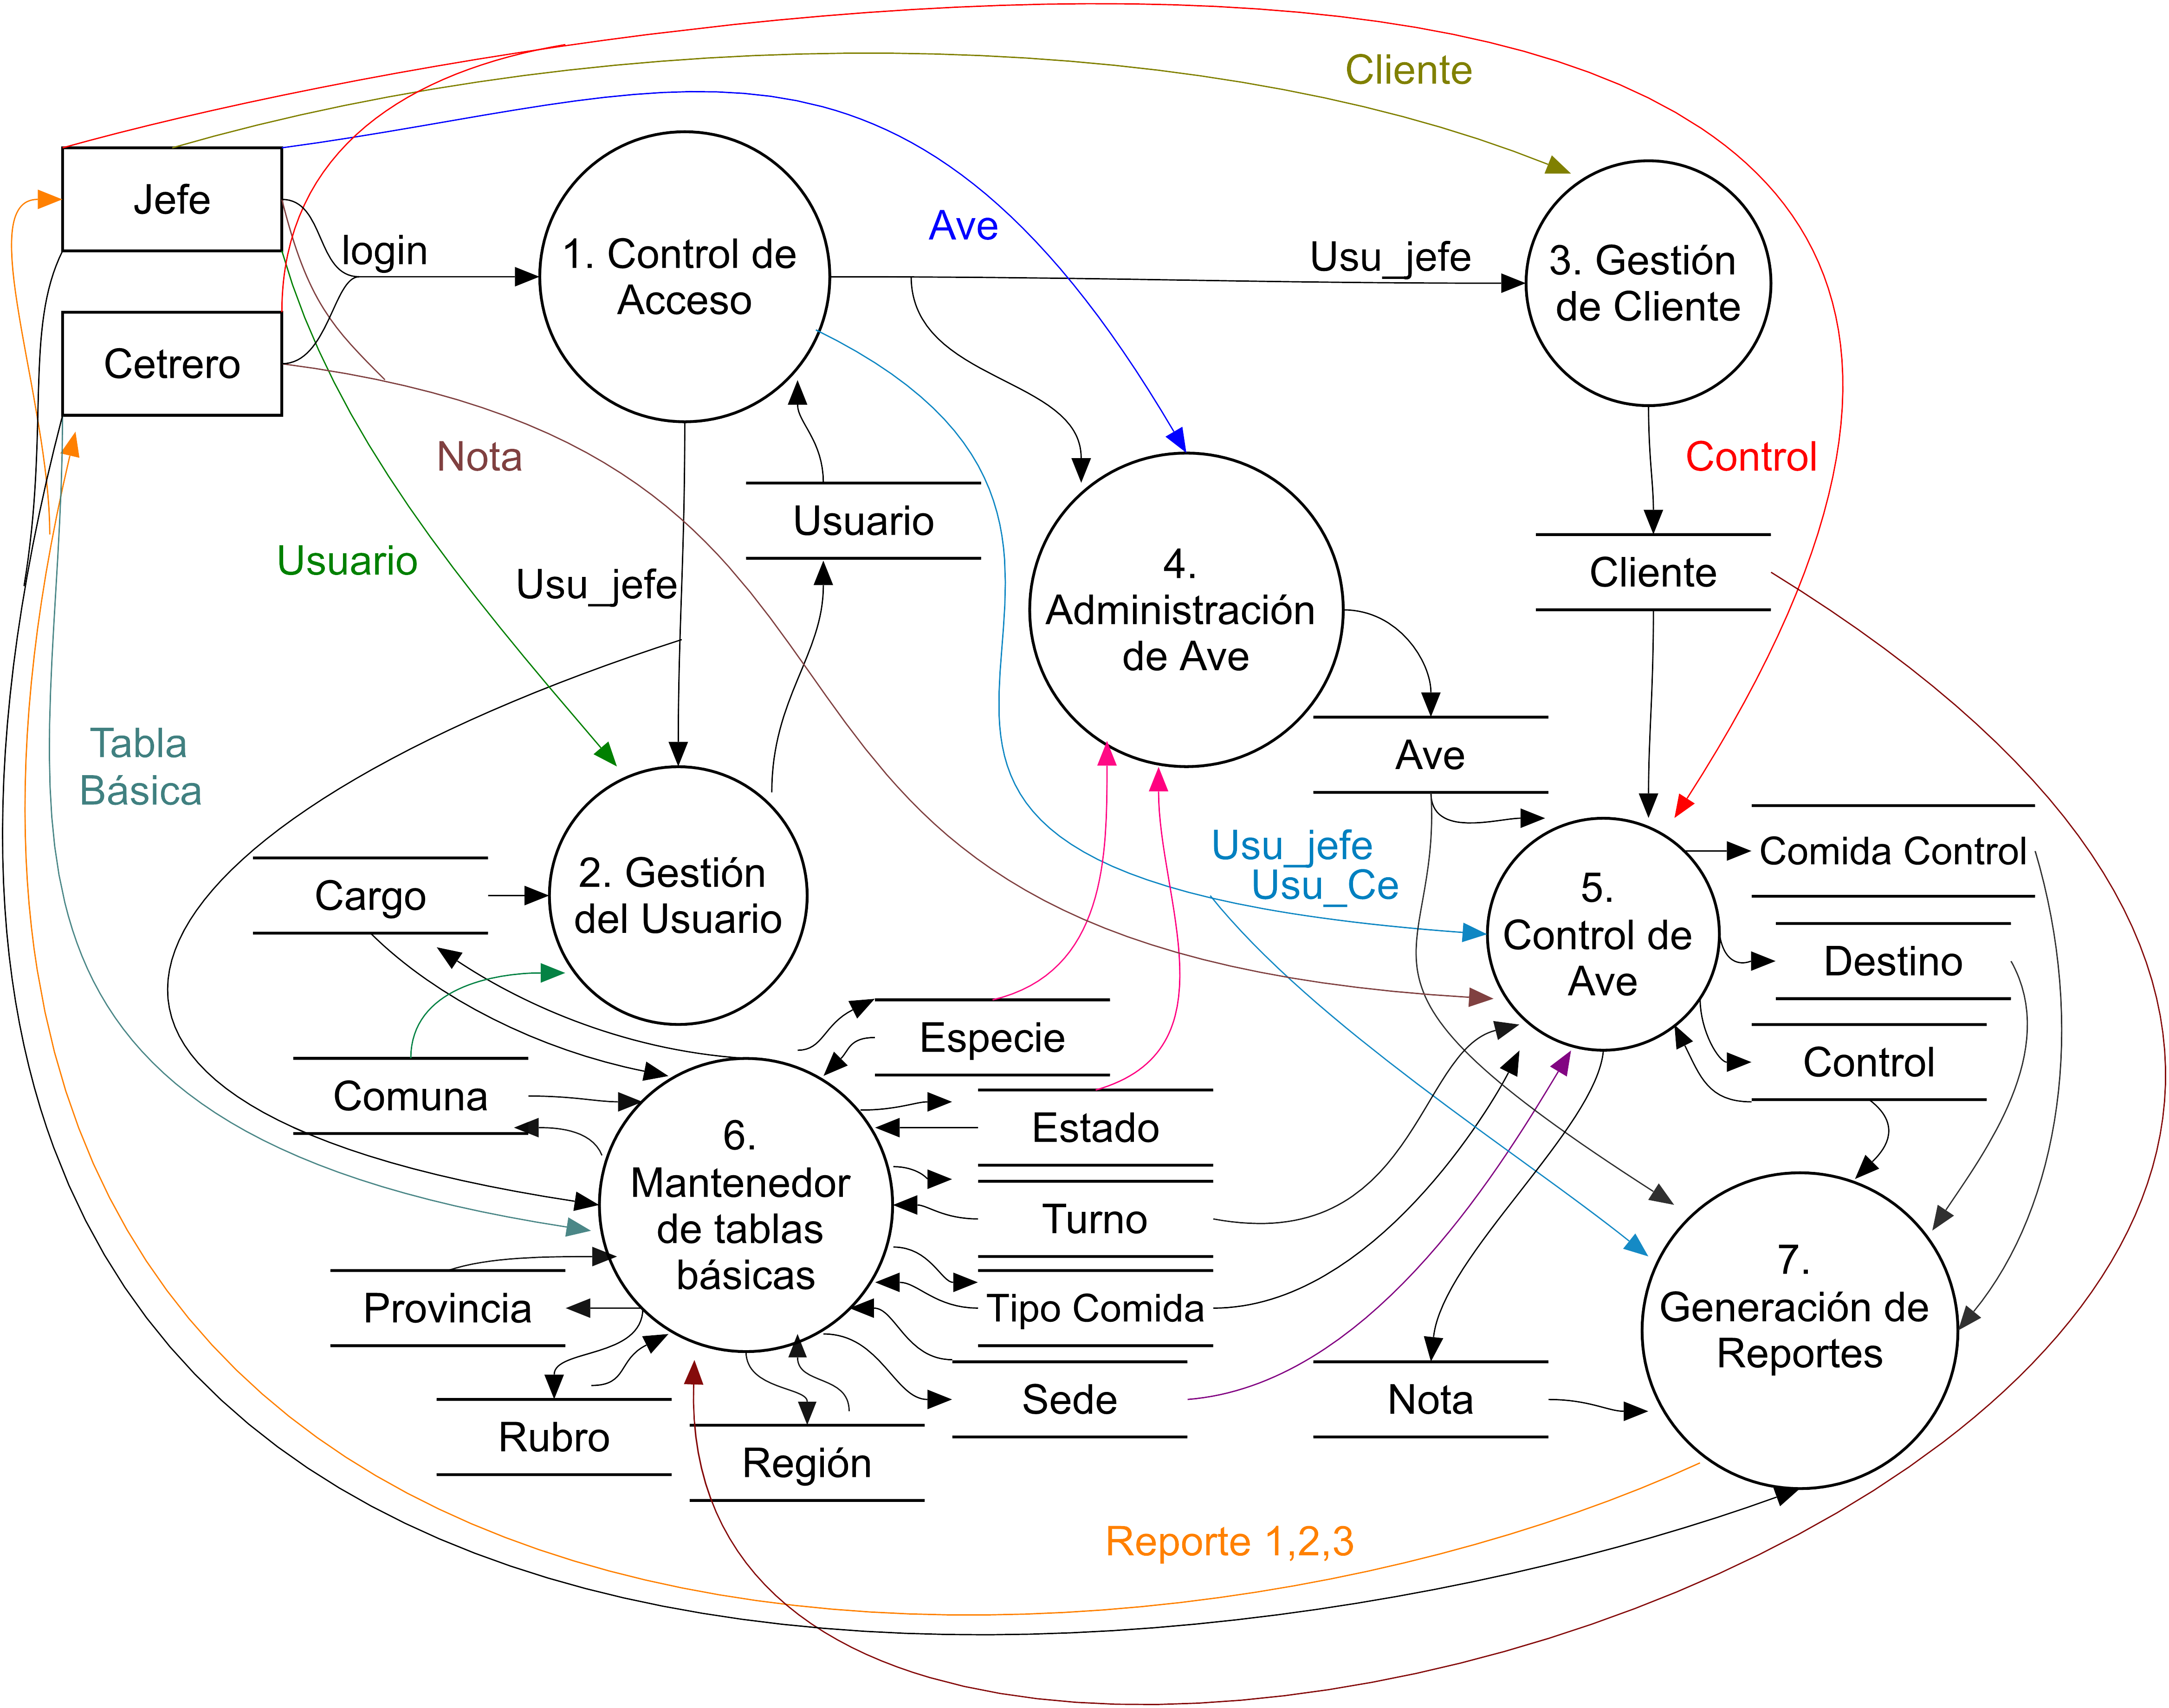 Cliente
Jefe
login
Cetrero
1. Control de
Acceso
Ave
Usu_jefe
3. Gestión
de Cliente
Nota
Control
Usuario
Usuario
Usu_jefe
4.
Administración
de Ave
Cliente
Tabla
Básica
Ave
Usu_jefe
Usu_Ce
Cargo
2. Gestión
del Usuario
5.
Control de
Ave
Comida Control
Destino
Control
Especie
Comuna
Estado
6.
Mantenedor
de tablas
básicas
Turno
Provincia
Tipo Comida
7.
Generación de
Reportes
Rubro
Región
Sede
Nota
Reporte 1,2,3